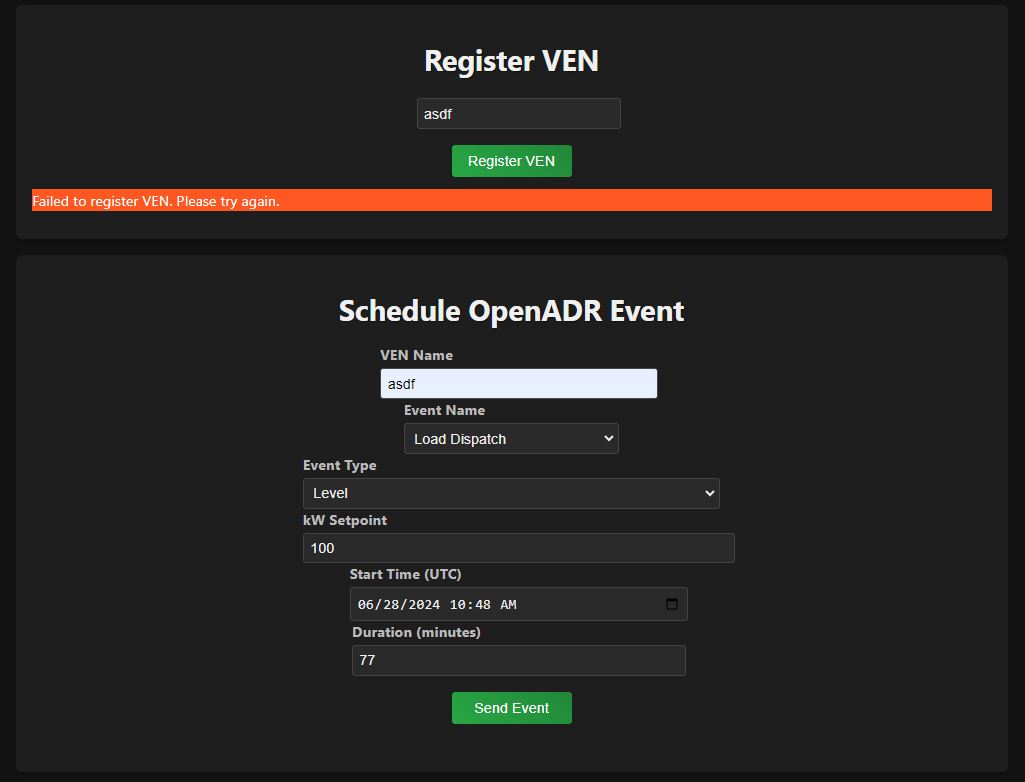 Register VEN
asdf
Register VEN
Failed to register VEN. Please try again.
Schedule OpenADR Event
VEN Name
asdf
Event Name
Load Dispatch
Event Type
Level
kW Setpoint
100
Start Time (UTC)
06/28/2024 10:48 AM
Duration (minutes)
77
Send Event